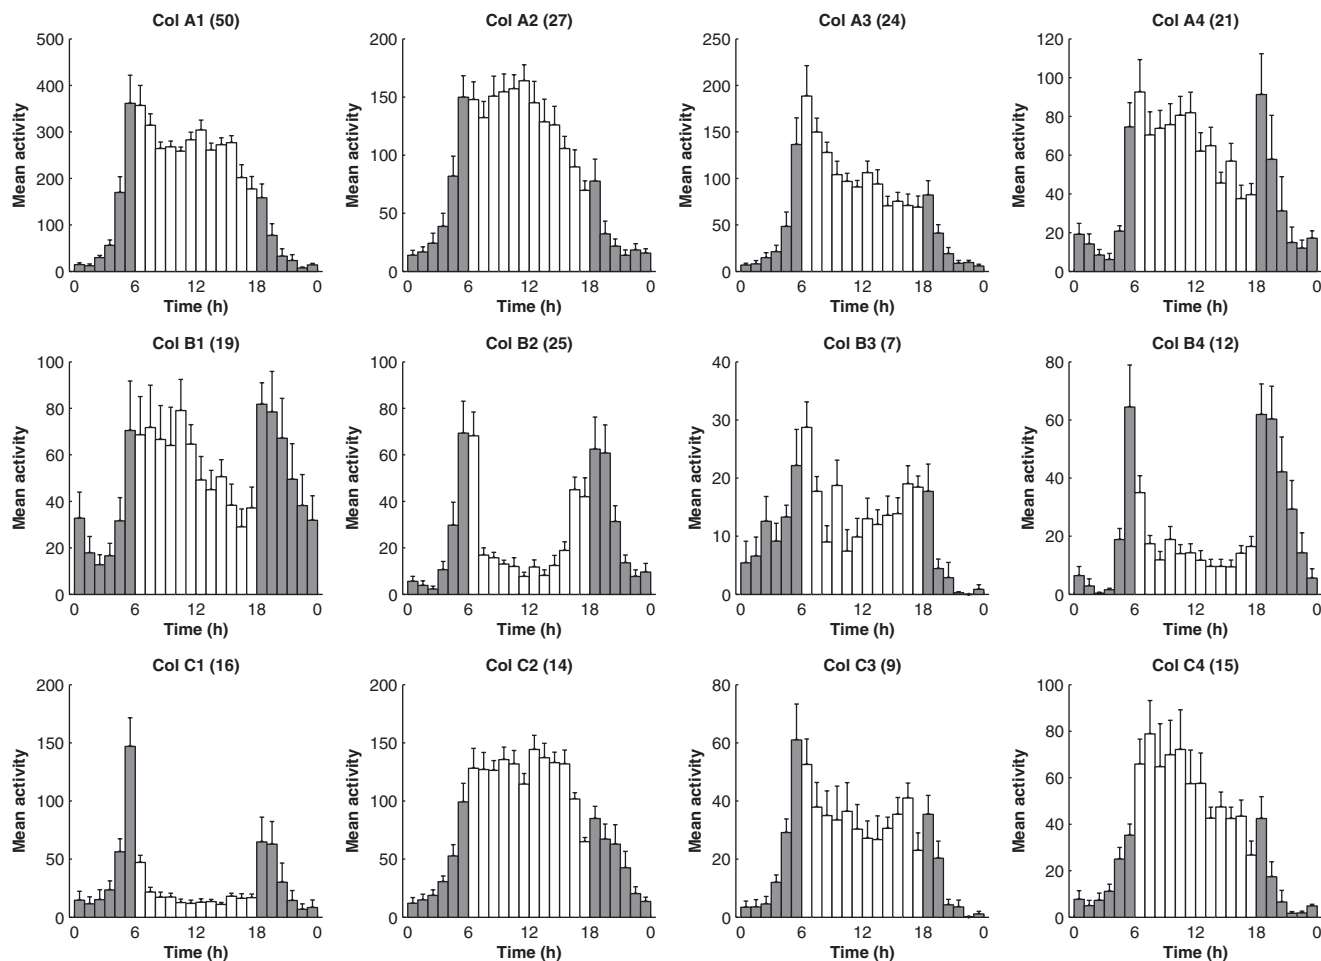 Col A1 (50)
500
400
300
200
100
0
Mean activity
0 6 12 18 0
Time (h)
Col A2 (27)
200
150
100
50
0
Mean activity
0 6 12 18 0
Time (h)
Col A3 (24)
250
200
150
100
50
0
Mean activity
0 6 12 18 0
Time (h)
Col A4 (21)
120
100
80
60
40
20
0
Mean activity
0 6 12 18 0
Time (h)
Col B1 (19)
100
80
60
40
20
0
Mean activity
0 6 12 18 0
Time (h)
Col B2 (25)
100
80
60
40
20
0
Mean activity
0 6 12 18 0
Time (h)
Col B3 (7)
40
30
20
10
0
Mean activity
0 6 12 18 0
Time (h)
Col B4 (12)
80
60
40
20
0
Mean activity
0 6 12 18 0
Time (h)
Col C1 (16)
200
150
100
50
0
Mean activity
0 6 12 18 0
Time (h)
Col C2 (14)
200
150
100
50
0
Mean activity
0 6 12 18 0
Time (h)
Col C3 (9)
80
60
40
20
0
Mean activity
0 6 12 18 0
Time (h)
Col C4 (15)
100
80
60
40
20
0
Mean activity
0 6 12 18 0
Time (h)